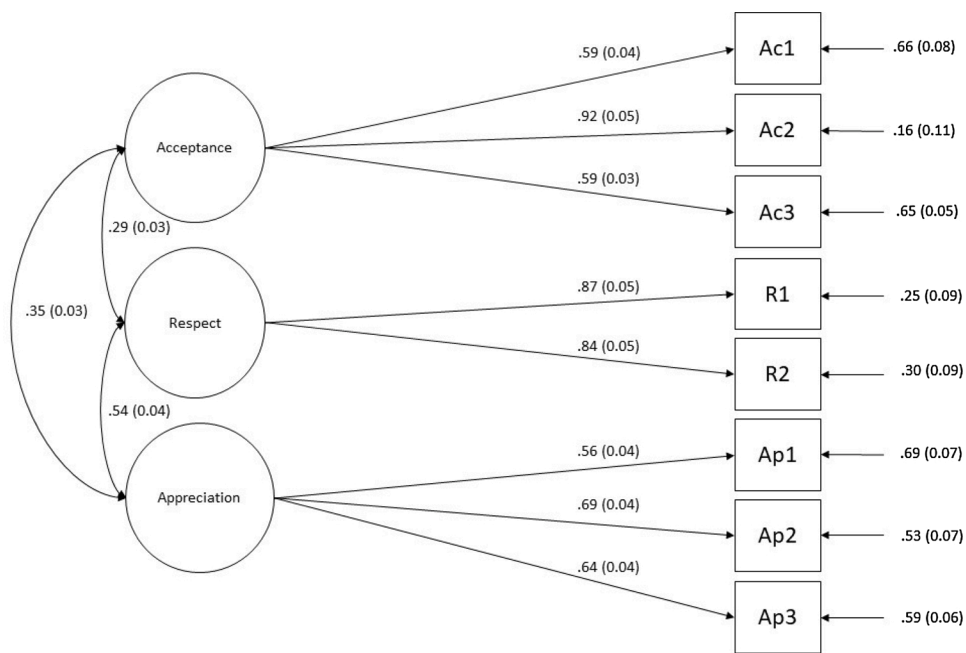 .59 (0.04)
Ac1
.66 (0.08)
.92 (0.05)
Ac2
.16 (0.11)
Acceptance
.59 (0.03)
Ac3
.65 (0.05)
.29 (0.03)
.87 (0.05)
R1
.25 (0.09)
.35 (0.03)
Respect
.84 (0.05)
R2
.30 (0.09)
.54 (0.04)
.56 (0.04)
Ap1
.69 (0.07)
Appreciation
.69 (0.04)
Ap2
.53 (0.07)
.64 (0.04)
Ap3
.59 (0.06)